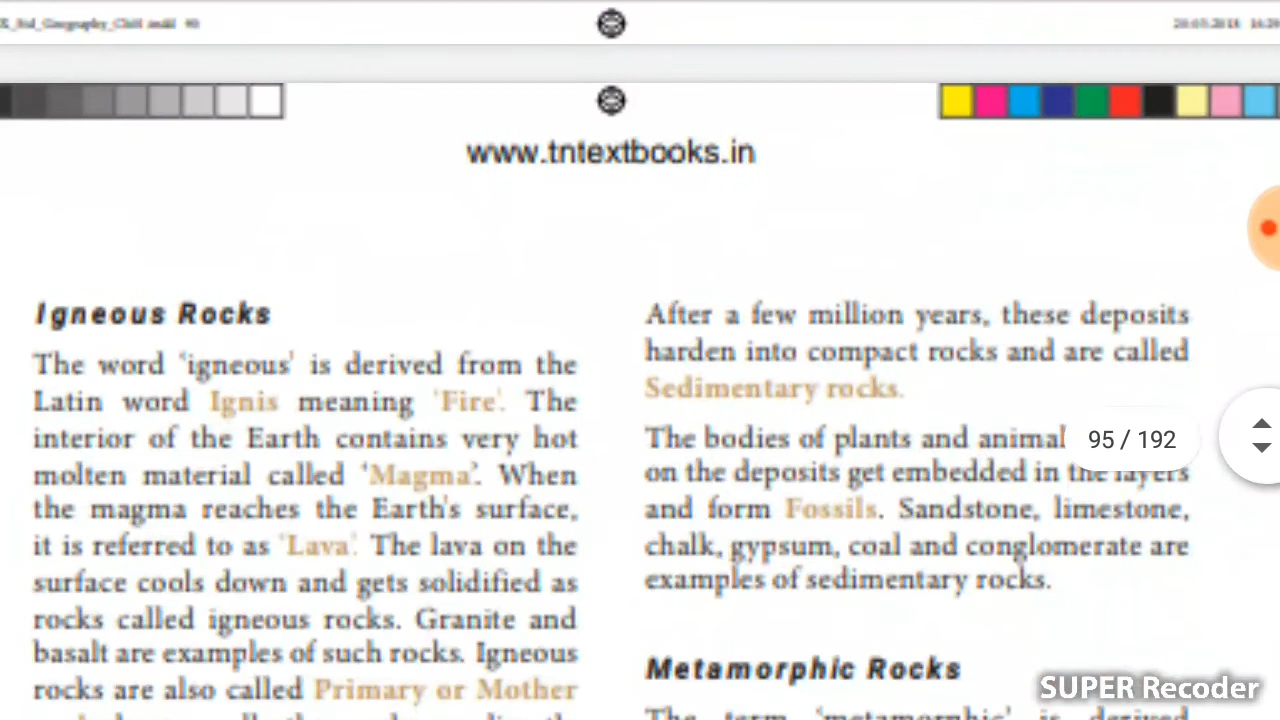 www.tntextbooks.in
Igneous Rocks
The word 'igneous' is derived from the
Latin word Ignis meaning 'Fire'. The
interior of the Earth contains very hot
molten material called 'Magma'. When
the magma reaches the Earth's surface,
it is referred to as 'Lava'. The lava on the
surface cools down and gets solidified as
rocks called igneous rocks. Granite and
basalt are examples of such rocks. Igneous
rocks are also called Primary or Mother
After a few million years, these deposits
harden into compact rocks and are called
Sedimentary rocks.
The bodies of plants and animal
on the deposits get embedded in the layers
and form Fossils. Sandstone, limestone,
chalk, gypsum, coal and conglomerate are
examples of sedimentary rocks.
Metamorphic Rocks
The term 'metamorphic' is derived
95 / 192
SUPER Recoder